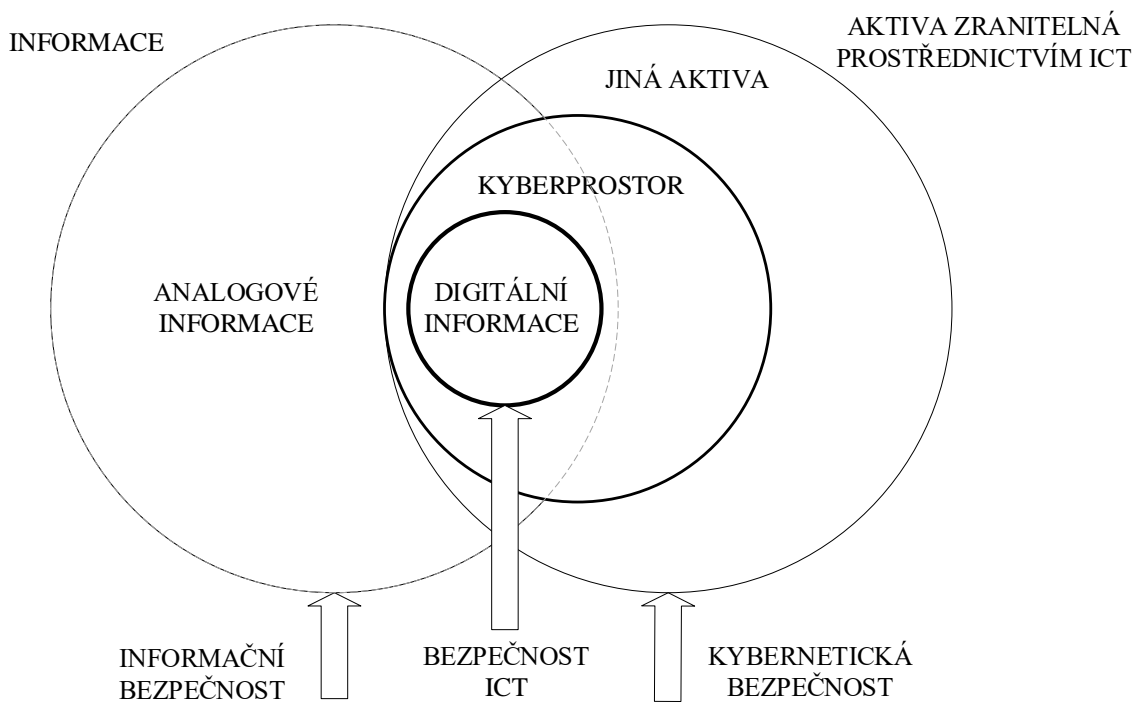 INFORMACE
AKTIVA ZRANITELNÁ
PROSTŘEDNICTVÍM ICT
JINÁ AKTIVA
KYBERPROSTOR
ANALOGOVÉ
INFORMACE
DIGITÁLNÍ
INFORMACE
INFORMAČNÍ
BEZPEČNOST
BEZPEČNOST
ICT
KYBERNETICKÁ
BEZPEČNOST